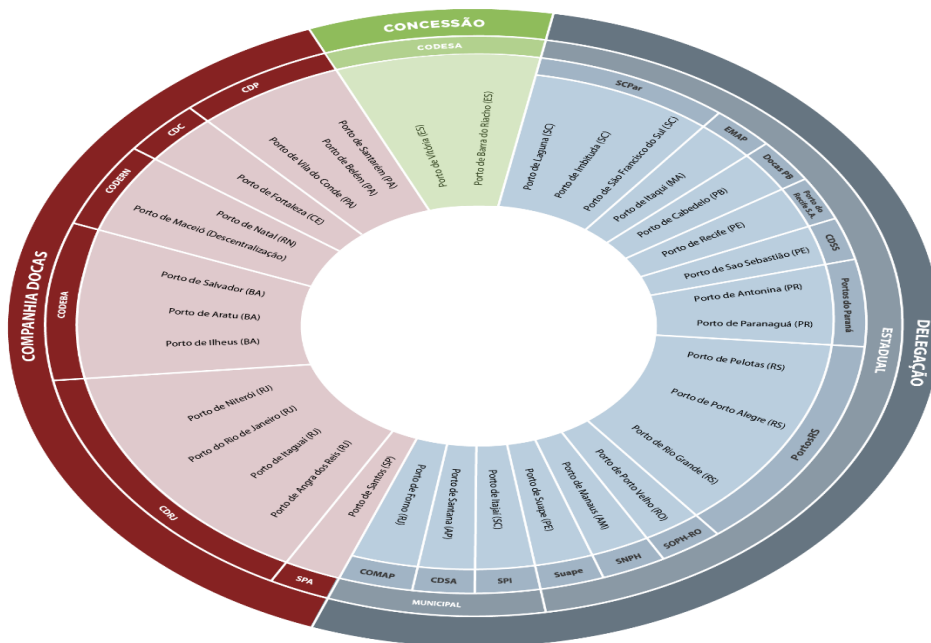 CONCESSÃO
CODESA
Porto de Vitória (ES)
Porto de Barra do Riacho (ES)
DELEGAÇÃO
ESTADUAL
SCPar
Porto de Laguna (SC)
Porto de Imbituda (SC)
Porto de São Francisco do Sul (SC)
EMAP
Porto de Itaqui (MA)
Docas PB
Porto de Cabedelo (PB)
Porto do
Recife S.A.
Porto de Recife (PE)
CDSS
Porto de Sao Sebastião (PE)
Portos do Paraná
Porto de Antonina (PR)
Porto de Paranaguá (PR)
PortosRS
Porto de Pelotas (RS)
Porto de Porto Alegre (RS)
Porto de Rio Grande (RS)
SOPH-RO
Porto de Porto Velho (RO)
SNPH
Porto de Manaus (AM)
Suape
Porto de Suape (PE)
MUNICIPAL
SPI
Porto de Itajaí (SC)
CDSA
Porto de Santana (AP)
COMAP
Porto de Forno (RJ)
COMPANHIA DOCAS
SPA
Porto de Santos (SP)
CDRJ
Porto de Angra dos Reis (RJ)
Porto de Itaguaí (RJ)
Porto do Rio de Janeiro (RJ)
Porto de Niterói (RJ)
CODEBA
Porto de Ilheus (BA)
Porto de Aratu (BA)
Porto de Salvador (BA)
CODERN
Porto de Maceió (Descentralização)
Porto de Natal (RN)
CDC
Porto de Fortaleza (CE)
CDP
Porto de Vila do Conde (PA)
Porto de Belém (PA)
Porto de Santarém (PA)